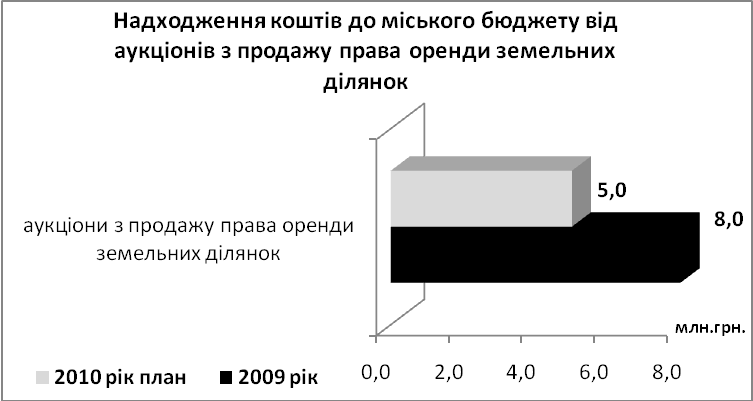 Надходження коштів до міського бюджету від
аукціонів з продажу права оренди земельних
ділянок
5,0
8,0
аукціони з продажу права оренди
земельних ділянок
млн.грн.
0,0 2,0 4,0 6,0 8,0
2010 рік план 2009 рік